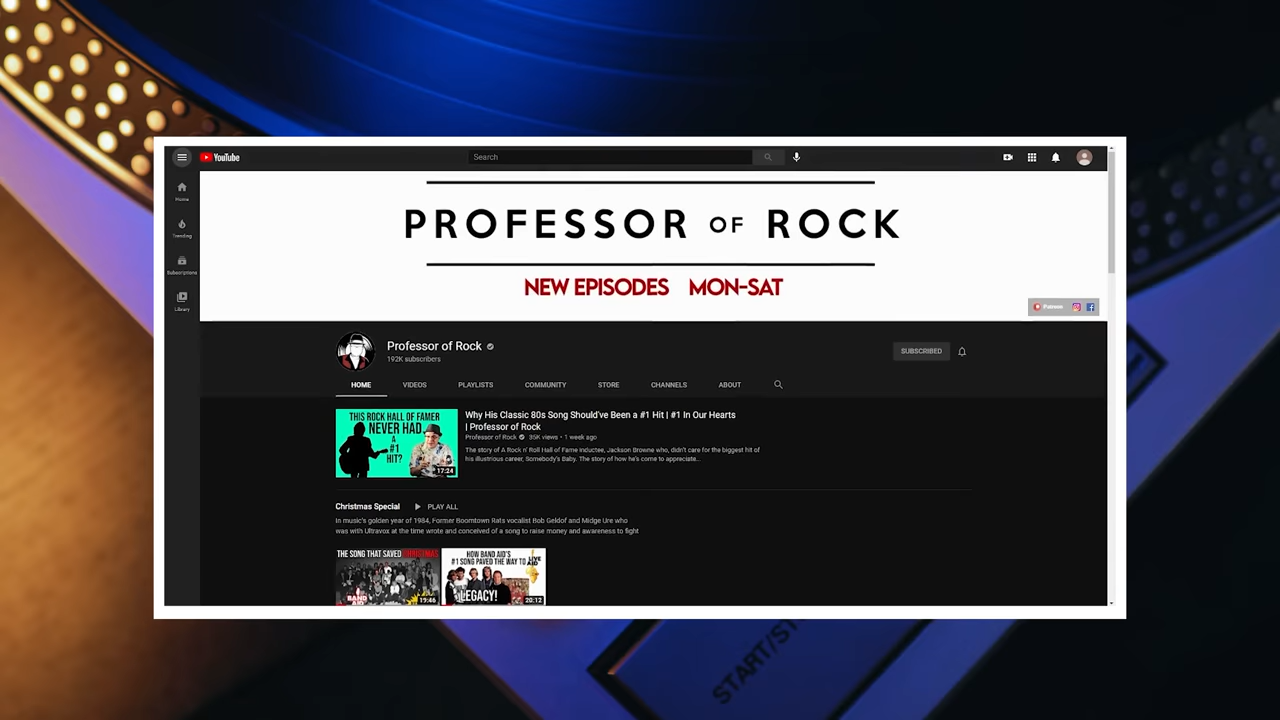 YouTube
Search
Home
Trending
Subscriptions
Library
PROFESSOR OF ROCK
NEW EPISODES MON-SAT
Patreon
Professor of Rock
192K subscribers
SUBSCRIBED
HOME VIDEOS PLAYLISTS COMMUNITY STORE CHANNELS ABOUT
THIS ROCK HALL OF FAMER
NEVER HAD
A
#1
HIT?
17:24
Why His Classic 80s Song Should've Been a #1 Hit | #1 In Our Hearts
| Professor of Rock
Professor of Rock 35K views • 1 week ago
The story of A Rock n' Roll Hall of Fame Inductee, Jackson Browne who, didn't care for the biggest hit of
his illustrious career, Somebody's Baby. The story of how he's come to appreciate...
Christmas Special PLAY ALL
In music's golden year of 1984, Former Boomtown Rats vocalist Bob Geldof and Midge Ure who
was with Ultravox at the time wrote and conceived of a song to raise money and awareness to fight
THE SONG THAT SAVED CHRISTMAS
BAND
AID
19:46
HOW BAND AID'S
#1 SONG PAVED THE WAY TO LIVE
AID
LEGACY!
20:12
START/STO